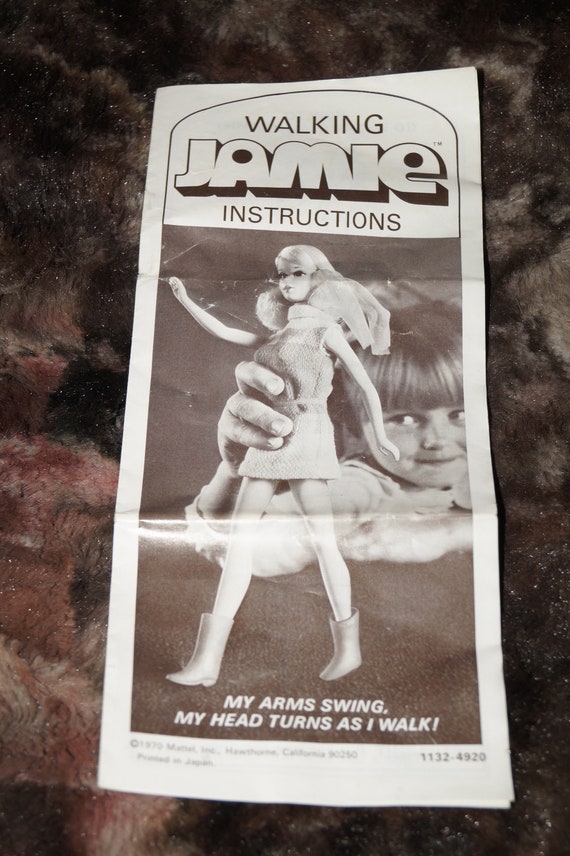 WALKING
JAMIE™
INSTRUCTIONS
MY ARMS SWING,
MY HEAD TURNS AS I WALK!
©1970 Mattel, Inc., Hawthorne, California 90250
Printed in Japan.
1132-4920